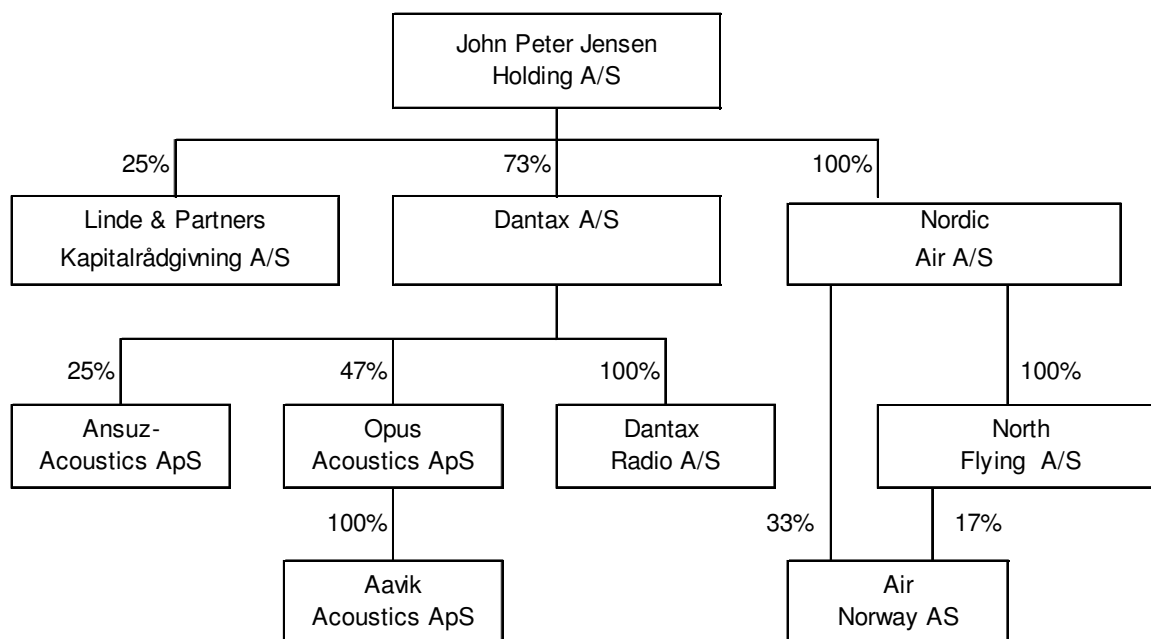 John Peter Jensen
Holding A/S
25%
73%
100%
Linde & Partners
Kapitalrådgivning A/S
Dantax A/S
Nordic
Air A/S
25%
47%
100%
100%
Ansuz-
Acoustics ApS
Opus
Acoustics ApS
Dantax
Radio A/S
North
Flying A/S
100%
33%
17%
Aavik
Acoustics ApS
Air
Norway AS